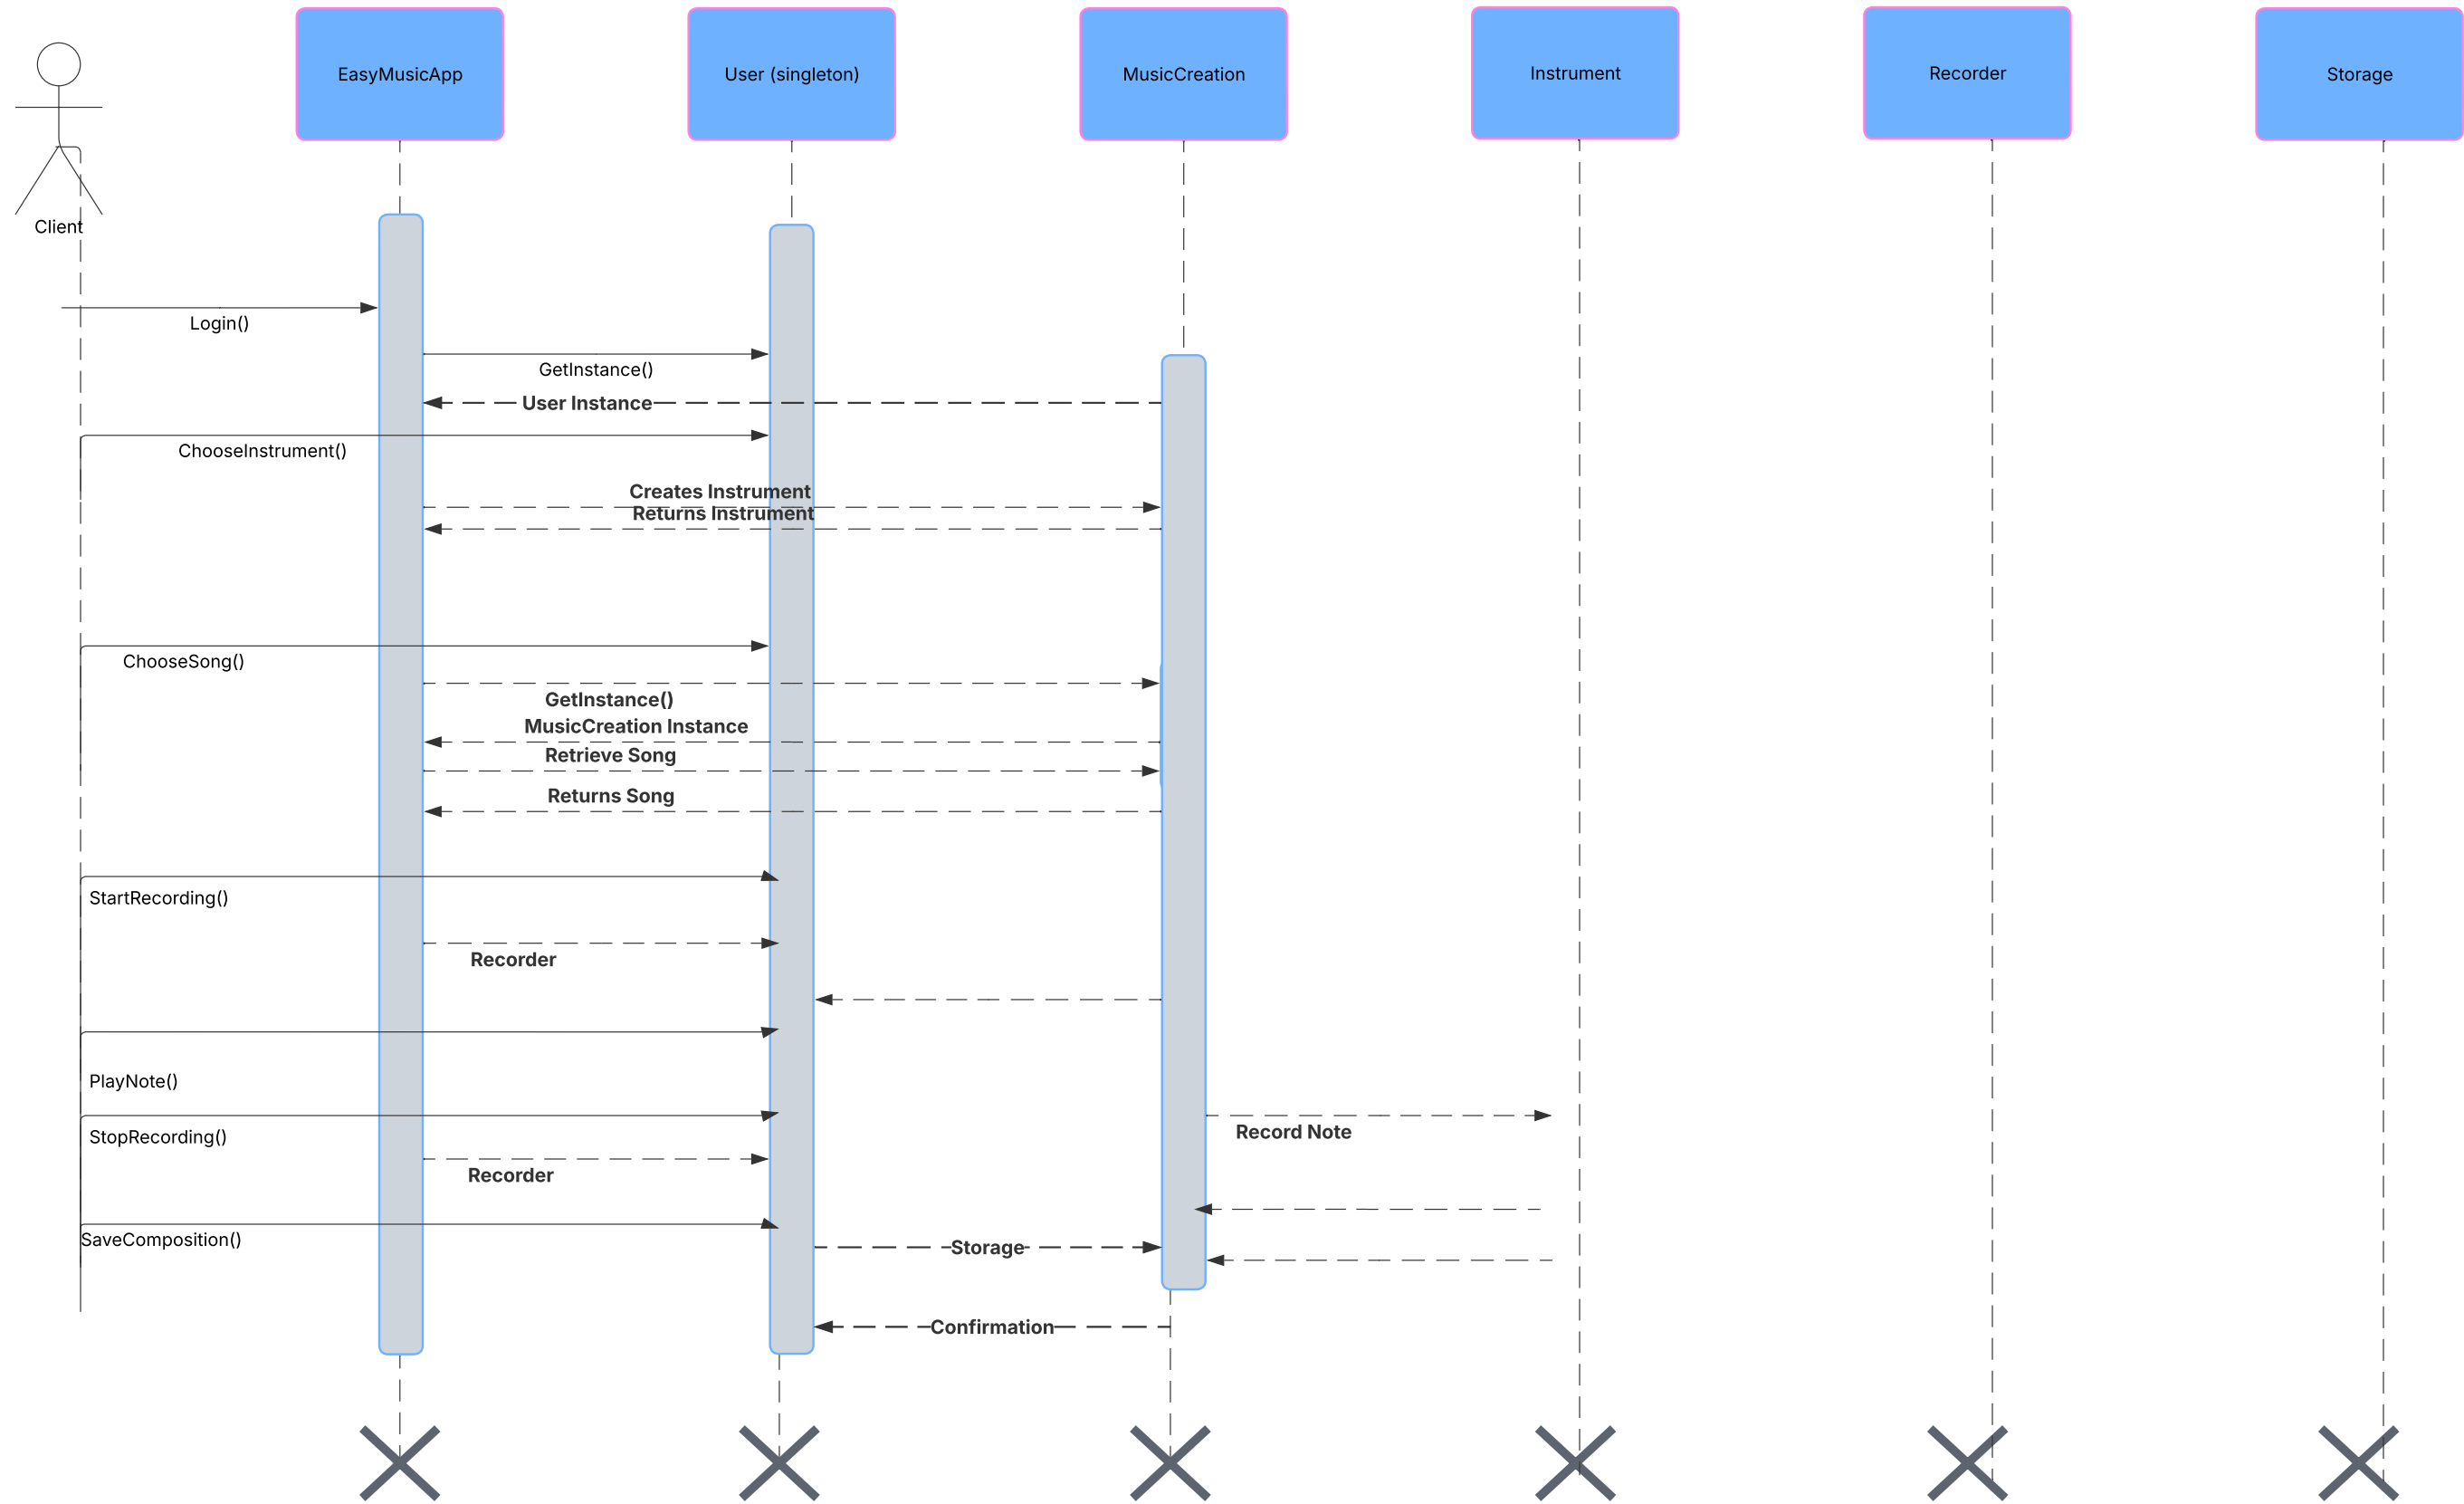 EasyMusicApp
User (singleton)
MusicCreation
Instrument
Recorder
Storage
Client
Login()
GetInstance()
User Instance
ChooseInstrument()
Creates Instrument
Returns Instrument
ChooseSong()
GetInstance()
MusicCreation Instance
Retrieve Song
Returns Song
StartRecording()
Recorder
PlayNote()
Record Note
StopRecording()
Recorder
SaveComposition()
Storage
Confirmation